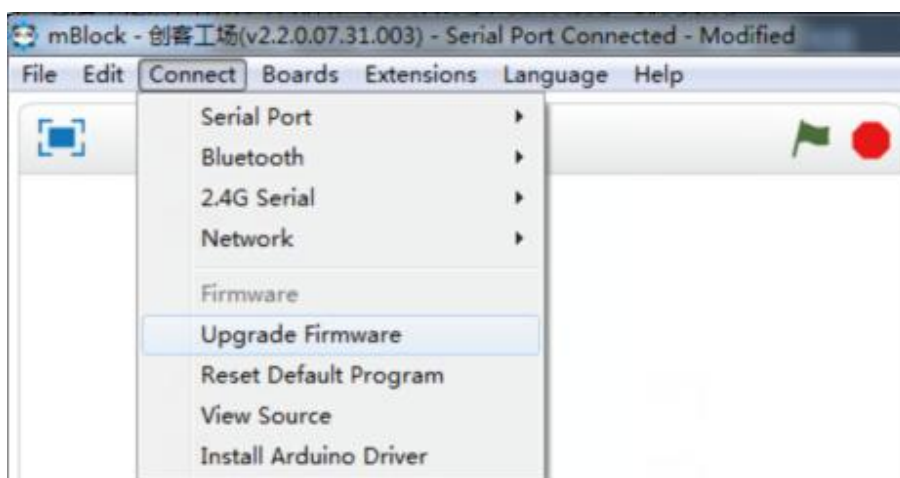 mBlock - 创客工场(v2.2.0.07.31.003) - Serial Port Connected - Modified
File Edit Connect Boards Extensions Language Help
Serial Port
Bluetooth
2.4G Serial
Network
Firmware
Upgrade Firmware
Reset Default Program
View Source
Install Arduino Driver